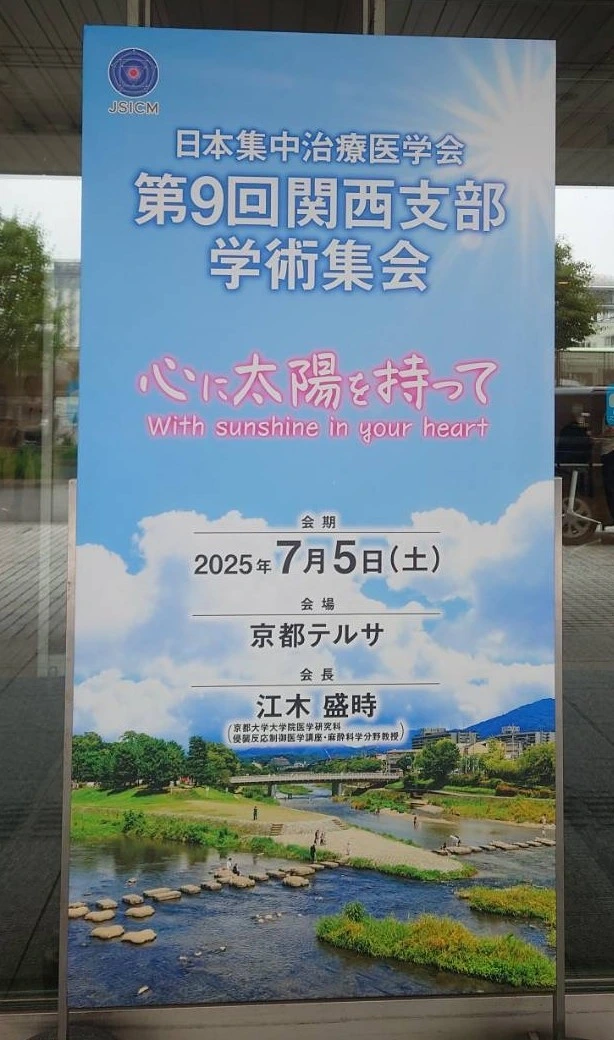 JSICM
日本集中治療医学会
第9回関西支部
学術集会
心に太陽を持って
With sunshine in your heart
会期
2025年7月5日(土)
会場
京都テルサ
会長
江木 盛時
(京都大学大学院医学研究科
侵襲反応制御医学講座・麻酔科学分野教授)